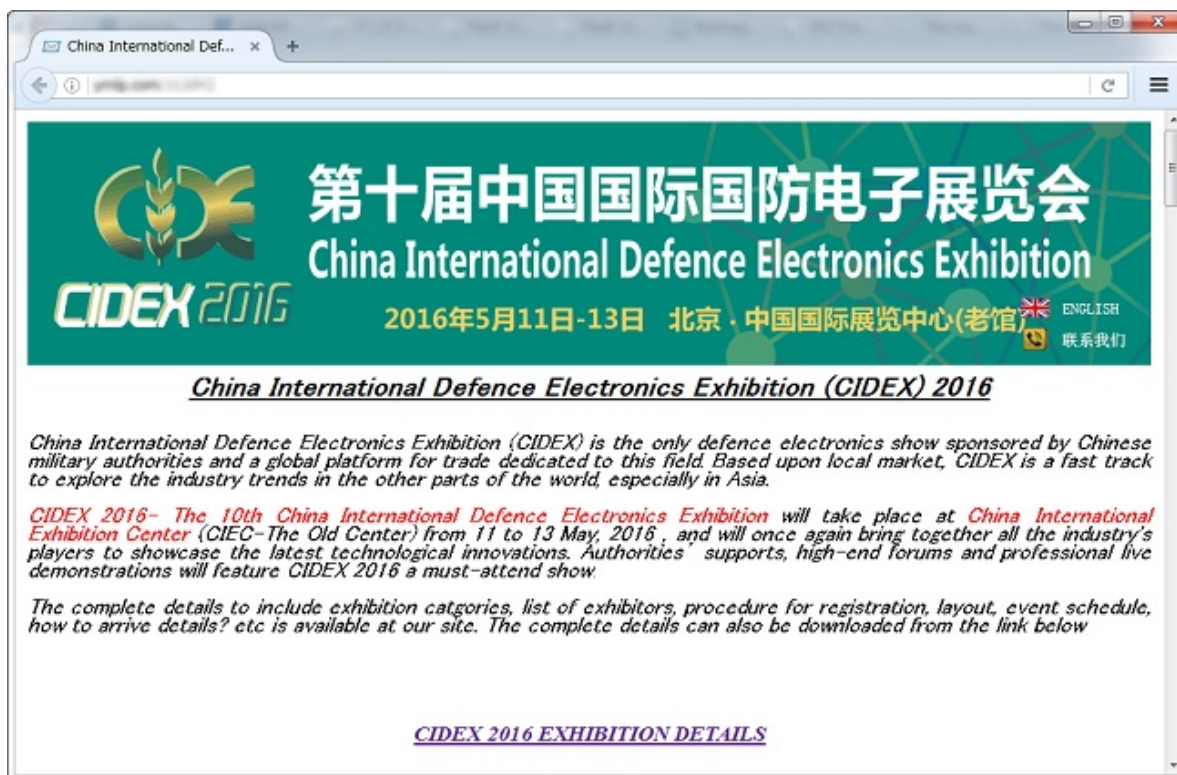 China International Def...
第十届中国国际国防电子展览会
China International Defence Electronics Exhibition
CIDEX 2016
2016年5月11日-13日 北京·中国国际展览中心(老馆)
ENGLISH
联系我们
China International Defence Electronics Exhibition (CIDEX) 2016
China International Defence Electronics Exhibition (CIDEX) is the only defence electronics show sponsored by Chinese
military authorities and a global platform for trade dedicated to this field. Based upon local market, CIDEX is a fast track
to explore the industry trends in the other parts of the world, especially in Asia.
CIDEX 2016- The 10th China International Defence Electronics Exhibition will take place at China International
Exhibition Center (CIEC-The Old Center) from 11 to 13 May, 2016 , and will once again bring together all the industry's
players to showcase the latest technological innovations. Authorities' supports, high-end forums and professional live
demonstrations will feature CIDEX 2016 a must-attend show.
The complete details to include exhibition catgories, list of exhibitors, procedure for registration, layout, event schedule,
how to arrive details? etc is available at our site. The complete details can also be downloaded from the link below
CIDEX 2016 EXHIBITION DETAILS